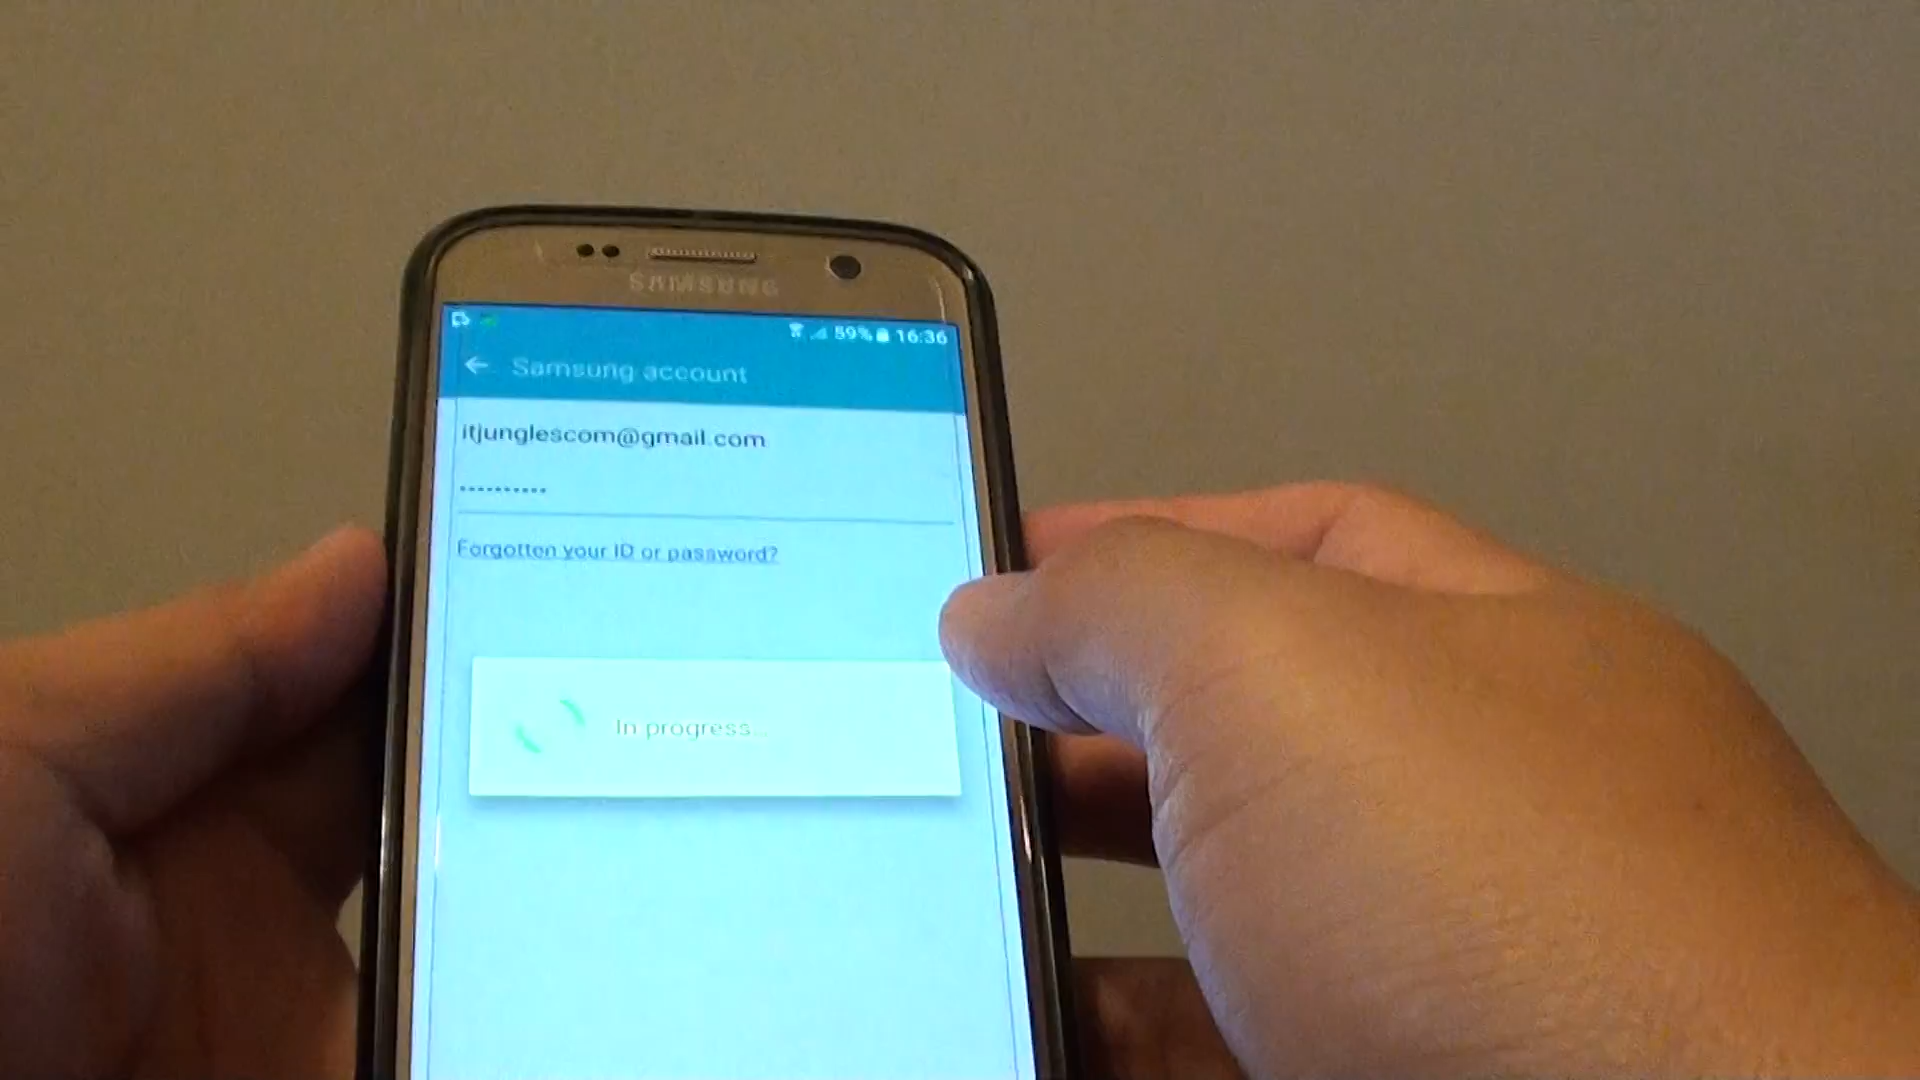 SAMSUNG
59% 16:36
Samsung account
itjunglescom@gmail.com
••••••••••
Forgotten your ID or password?
In progress...